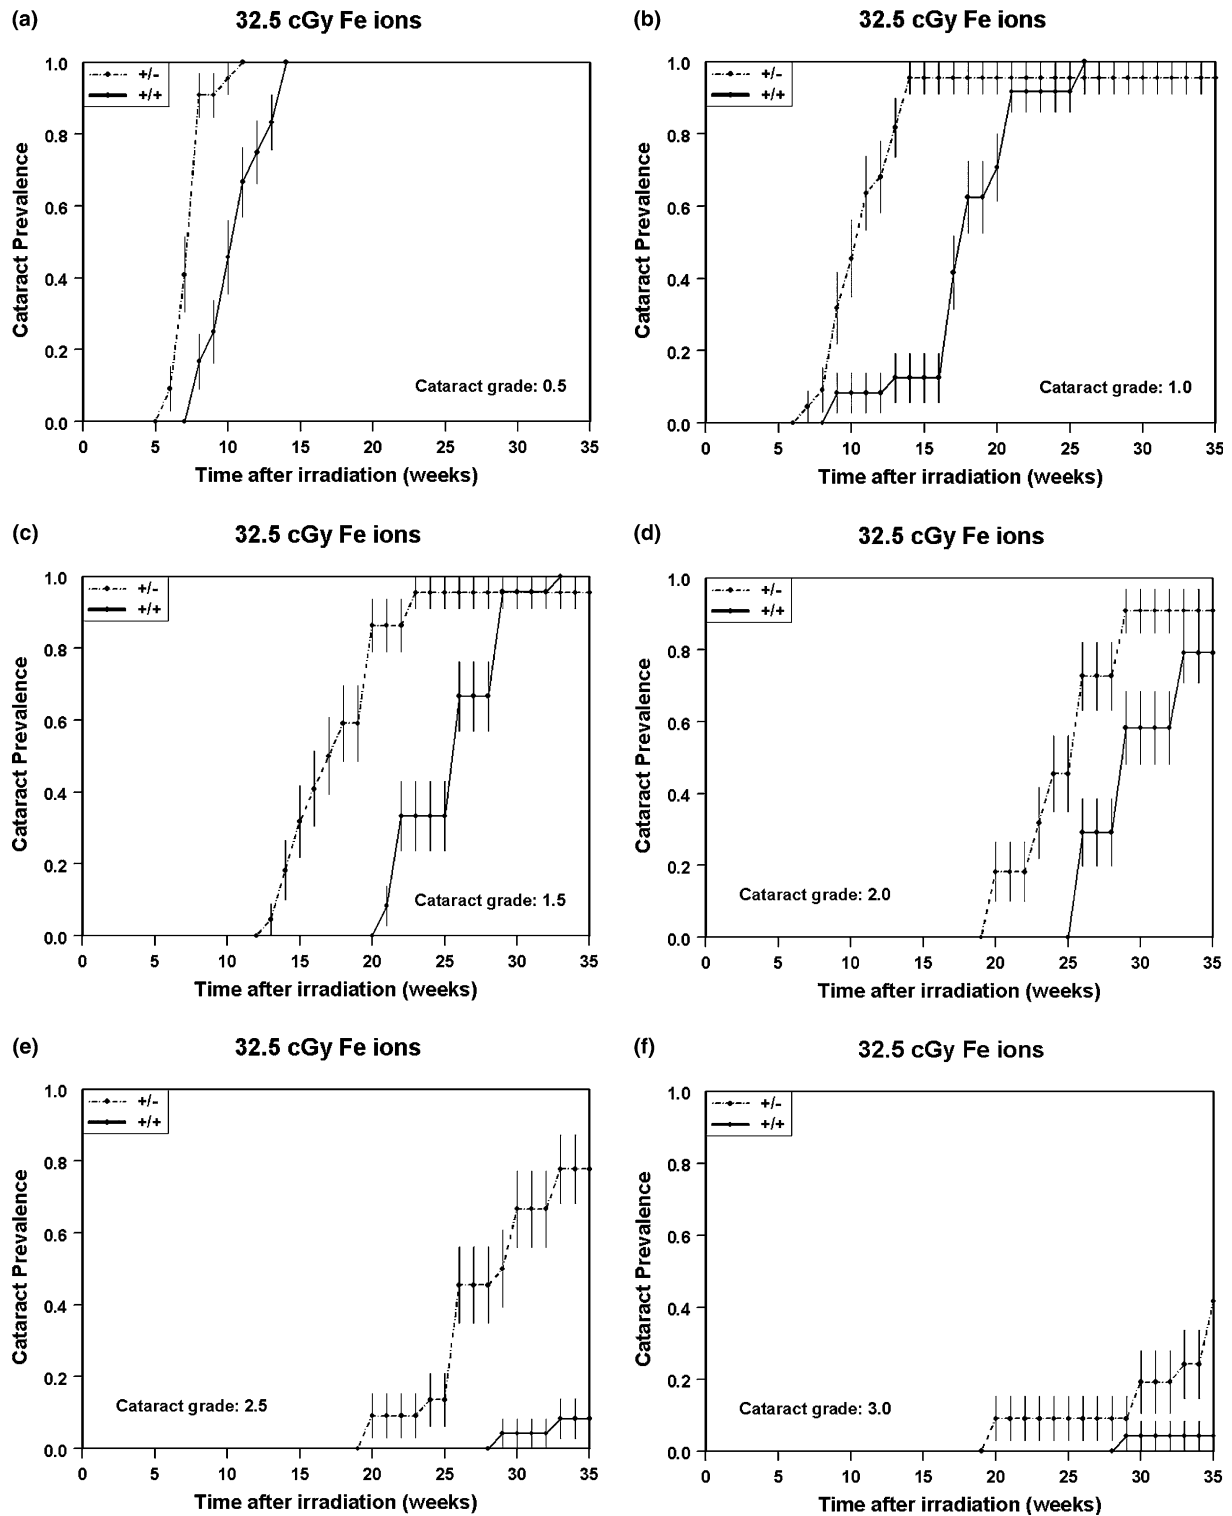 (a)
32.5 cGy Fe ions
+/-
+/+
1.0
0.8
0.6
0.4
0.2
0.0
Cataract Prevalence
Cataract grade: 0.5
0 5 10 15 20 25 30 35
Time after irradiation (weeks)
(b)
32.5 cGy Fe ions
+/-
+/+
1.0
0.8
0.6
0.4
0.2
0.0
Cataract Prevalence
Cataract grade: 1.0
0 5 10 15 20 25 30 35
Time after irradiation (weeks)
(c)
32.5 cGy Fe ions
+/-
+/+
1.0
0.8
0.6
0.4
0.2
0.0
Cataract Prevalence
Cataract grade: 1.5
0 5 10 15 20 25 30 35
Time after irradiation (weeks)
(d)
32.5 cGy Fe ions
+/-
+/+
1.0
0.8
0.6
0.4
0.2
0.0
Cataract Prevalence
Cataract grade: 2.0
0 5 10 15 20 25 30 35
Time after irradiation (weeks)
(e)
32.5 cGy Fe ions
+/-
+/+
1.0
0.8
0.6
0.4
0.2
0.0
Cataract Prevalence
Cataract grade: 2.5
0 5 10 15 20 25 30 35
Time after irradiation (weeks)
(f)
32.5 cGy Fe ions
+/-
+/+
1.0
0.8
0.6
0.4
0.2
0.0
Cataract Prevalence
Cataract grade: 3.0
0 5 10 15 20 25 30 35
Time after irradiation (weeks)